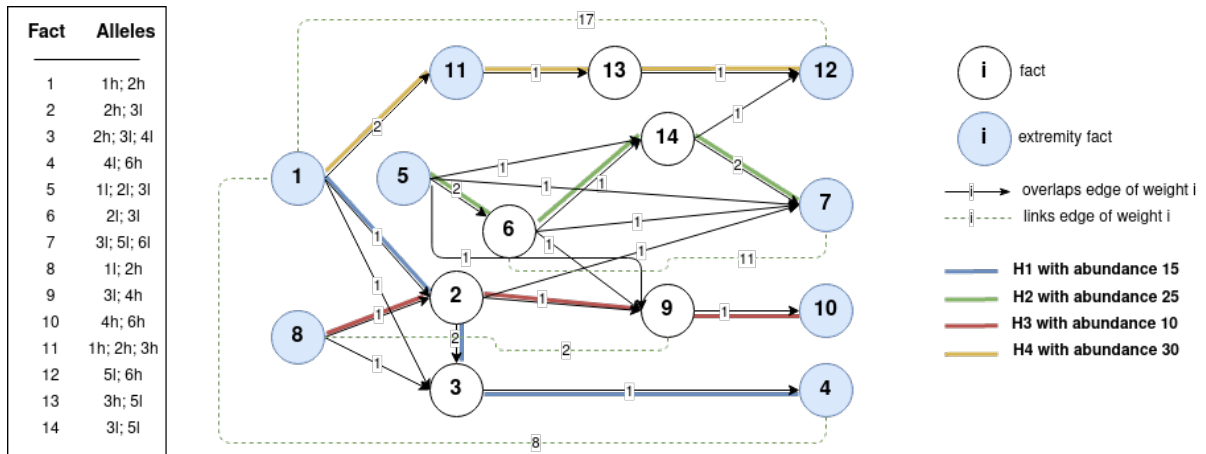 Fact Alleles
1 1h; 2h
2 2h; 3l
3 2h; 3l; 4l
4 4l; 6h
5 1l; 2l; 3l
6 2l; 3l
7 3l; 5l; 6l
8 1l; 2h
9 3l; 4h
10 4h; 6h
11 1h; 2h; 3h
12 5l; 6h
13 3h; 5l
14 3l; 5l
17
11 1 13 1 12
2
1
14
1 2
1 5 1 1 7
2
6 1
1
1 1 1 11
1
2 1 9 1 10
1
8 2 2
1 3 1 4
8
i fact
i extremity fact
i overlaps edge of weight i
i links edge of weight i
H1 with abundance 15
H2 with abundance 25
H3 with abundance 10
H4 with abundance 30